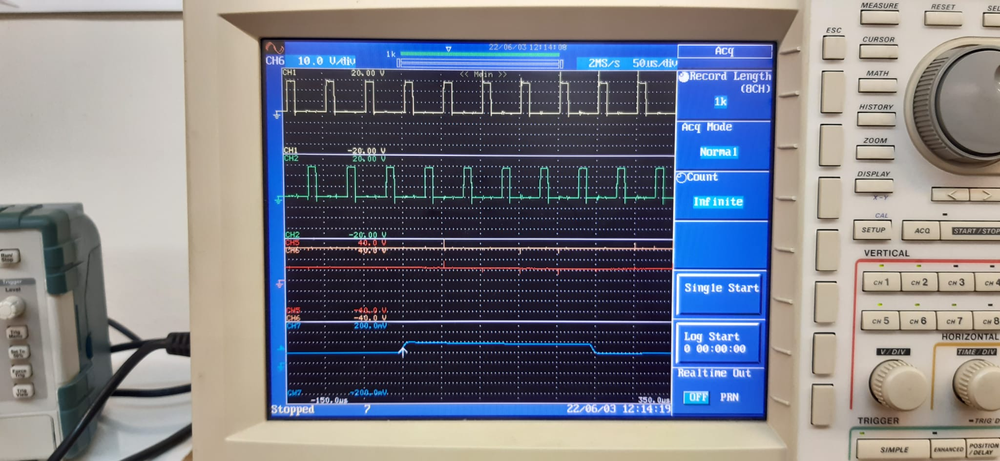 Run/
Stop
Trigger
Level
Trig
Menu
Set To
50%
Force
Trig
Trig
View
CH6 10.0 V/div
1k
22/06/03 12:14:08
2MS/s 50us/div
CH1 20.00 V
<< Main >>
CH1 -20.00 V
CH2 20.00 V
CH2 -20.00 V
CH5 40.0 V
CH6 40.0 V
CH5 -40.0 V
CH6 -40.0 V
CH7 200.0mV
CH7 -200.0mV
-150.0us 350.0us
Stopped 7 22/06/03 12:14:19
Acq
Record Length
(8CH)
1k
Acq Mode
Normal
Count
Infinite
Single Start
Log Start
0 00:00:00
Realtime Out
OFF PRN
MEASURE RESET SEL
ESC
CURSOR
MATH
HISTORY
ZOOM
DISPLAY
X-Y
< >
CAL
SETUP ACQ START/STOP
VERTICAL
CH 1 CH 2 CH 3 CH 4
CH 5 CH 6 CH 7 CH 8
HORIZONTAL
V/DIV TIME/DIV
TRIGGER TRIG'D
SIMPLE ENHANCED POSITION
/DELAY